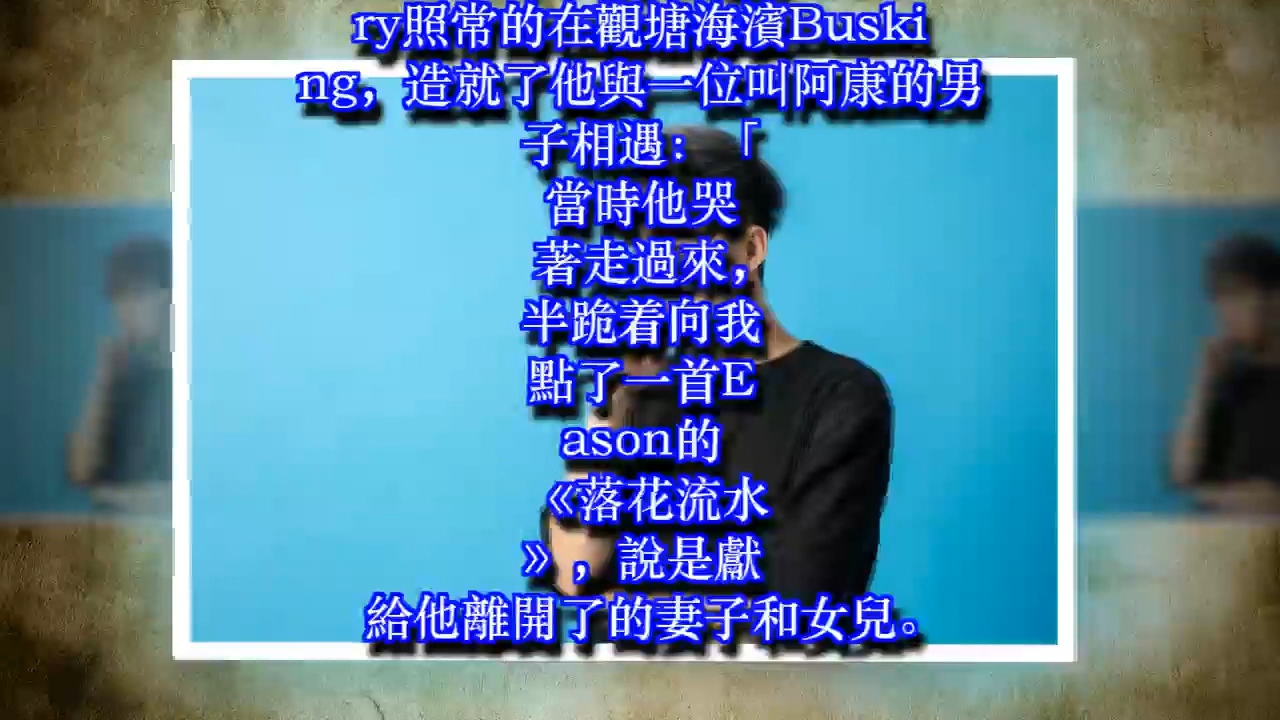 ry照常的在觀塘海濱Buski
ng，造就了他與一位叫阿康的男
子相遇：「
當時他哭
著走過來，
半跪着向我
點了一首E
ason的
《落花流水
》，說是獻
給他離開了的妻子和女兒。